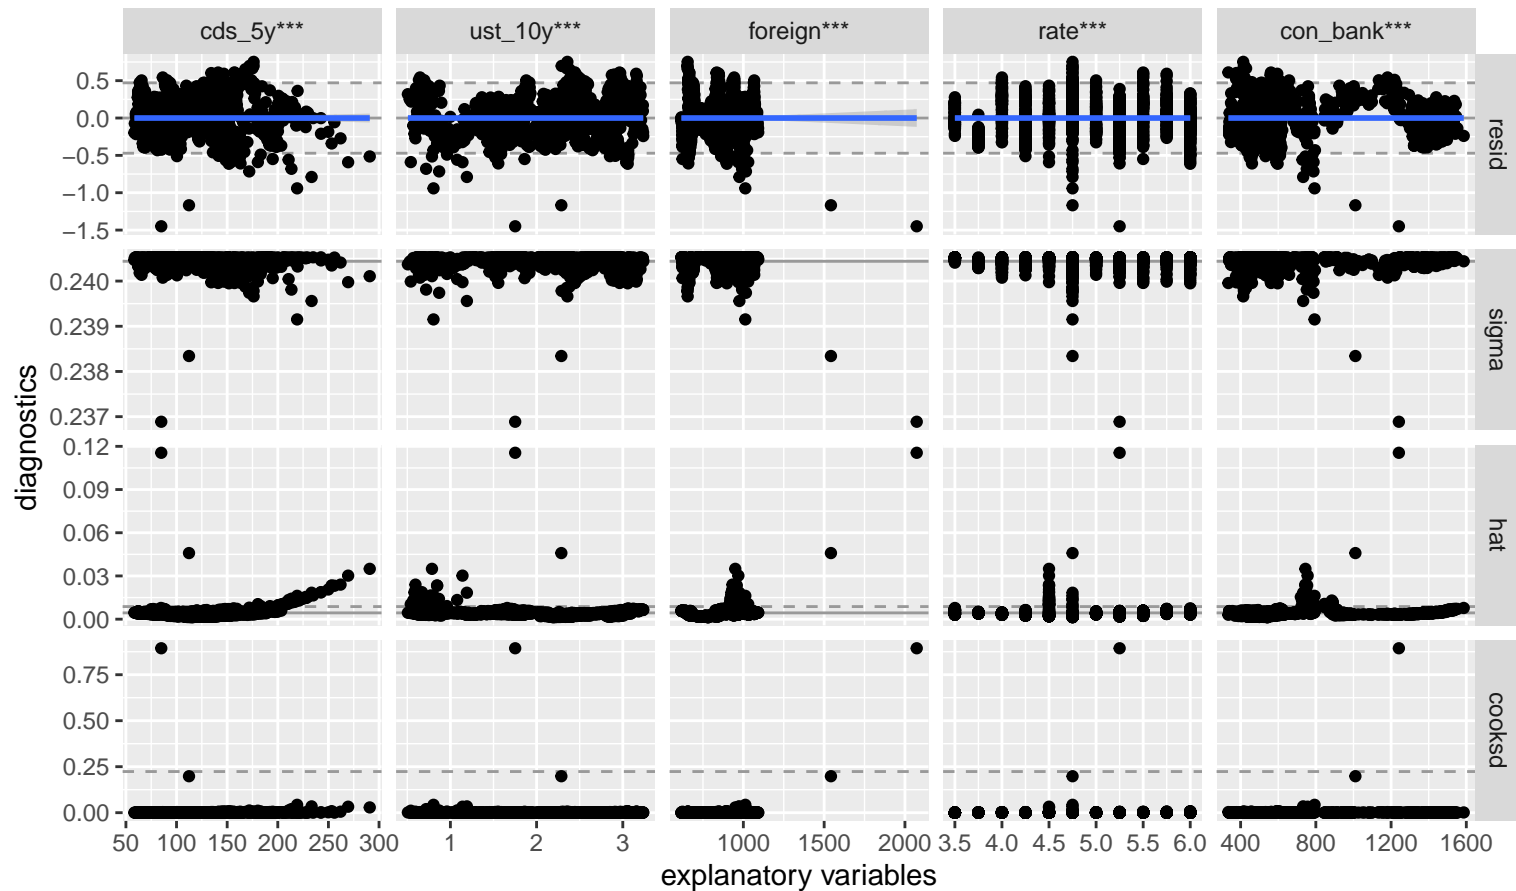 cds_5y*** ust_10y*** foreign*** rate*** con_bank***
0.5
0.0
−0.5
−1.0
−1.5
resid
0.240
0.239
0.238
0.237
sigma
0.12
0.09
0.06
0.03
0.00
hat
0.75
0.50
0.25
0.00
cooksd
diagnostics
50 100 150 200 250 300 1 2 3 1000 1500 2000 3.5 4.0 4.5 5.0 5.5 6.0 400 800 1200 1600
explanatory variables